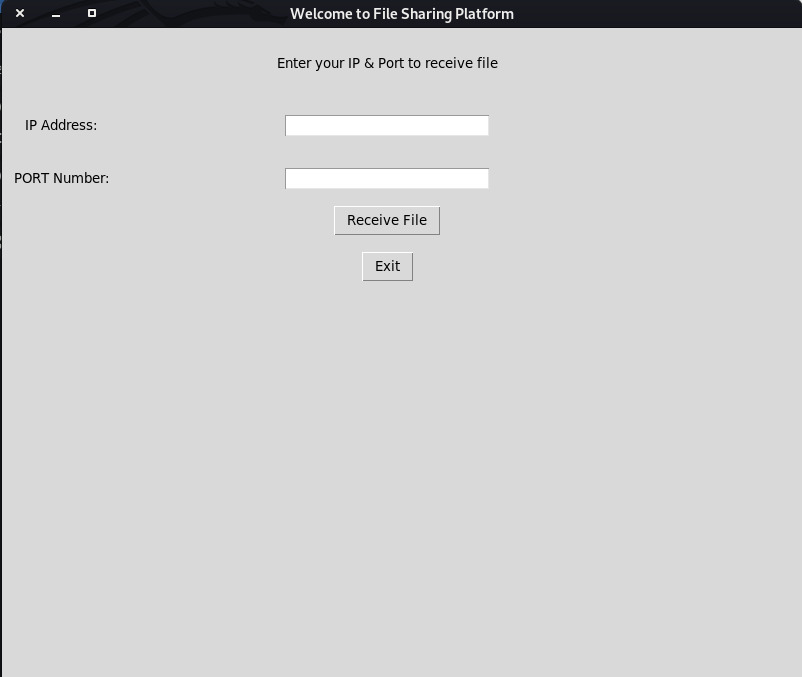 Welcome to File Sharing Platform
Enter your IP & Port to receive file
IP Address:
PORT Number:
Receive File
Exit